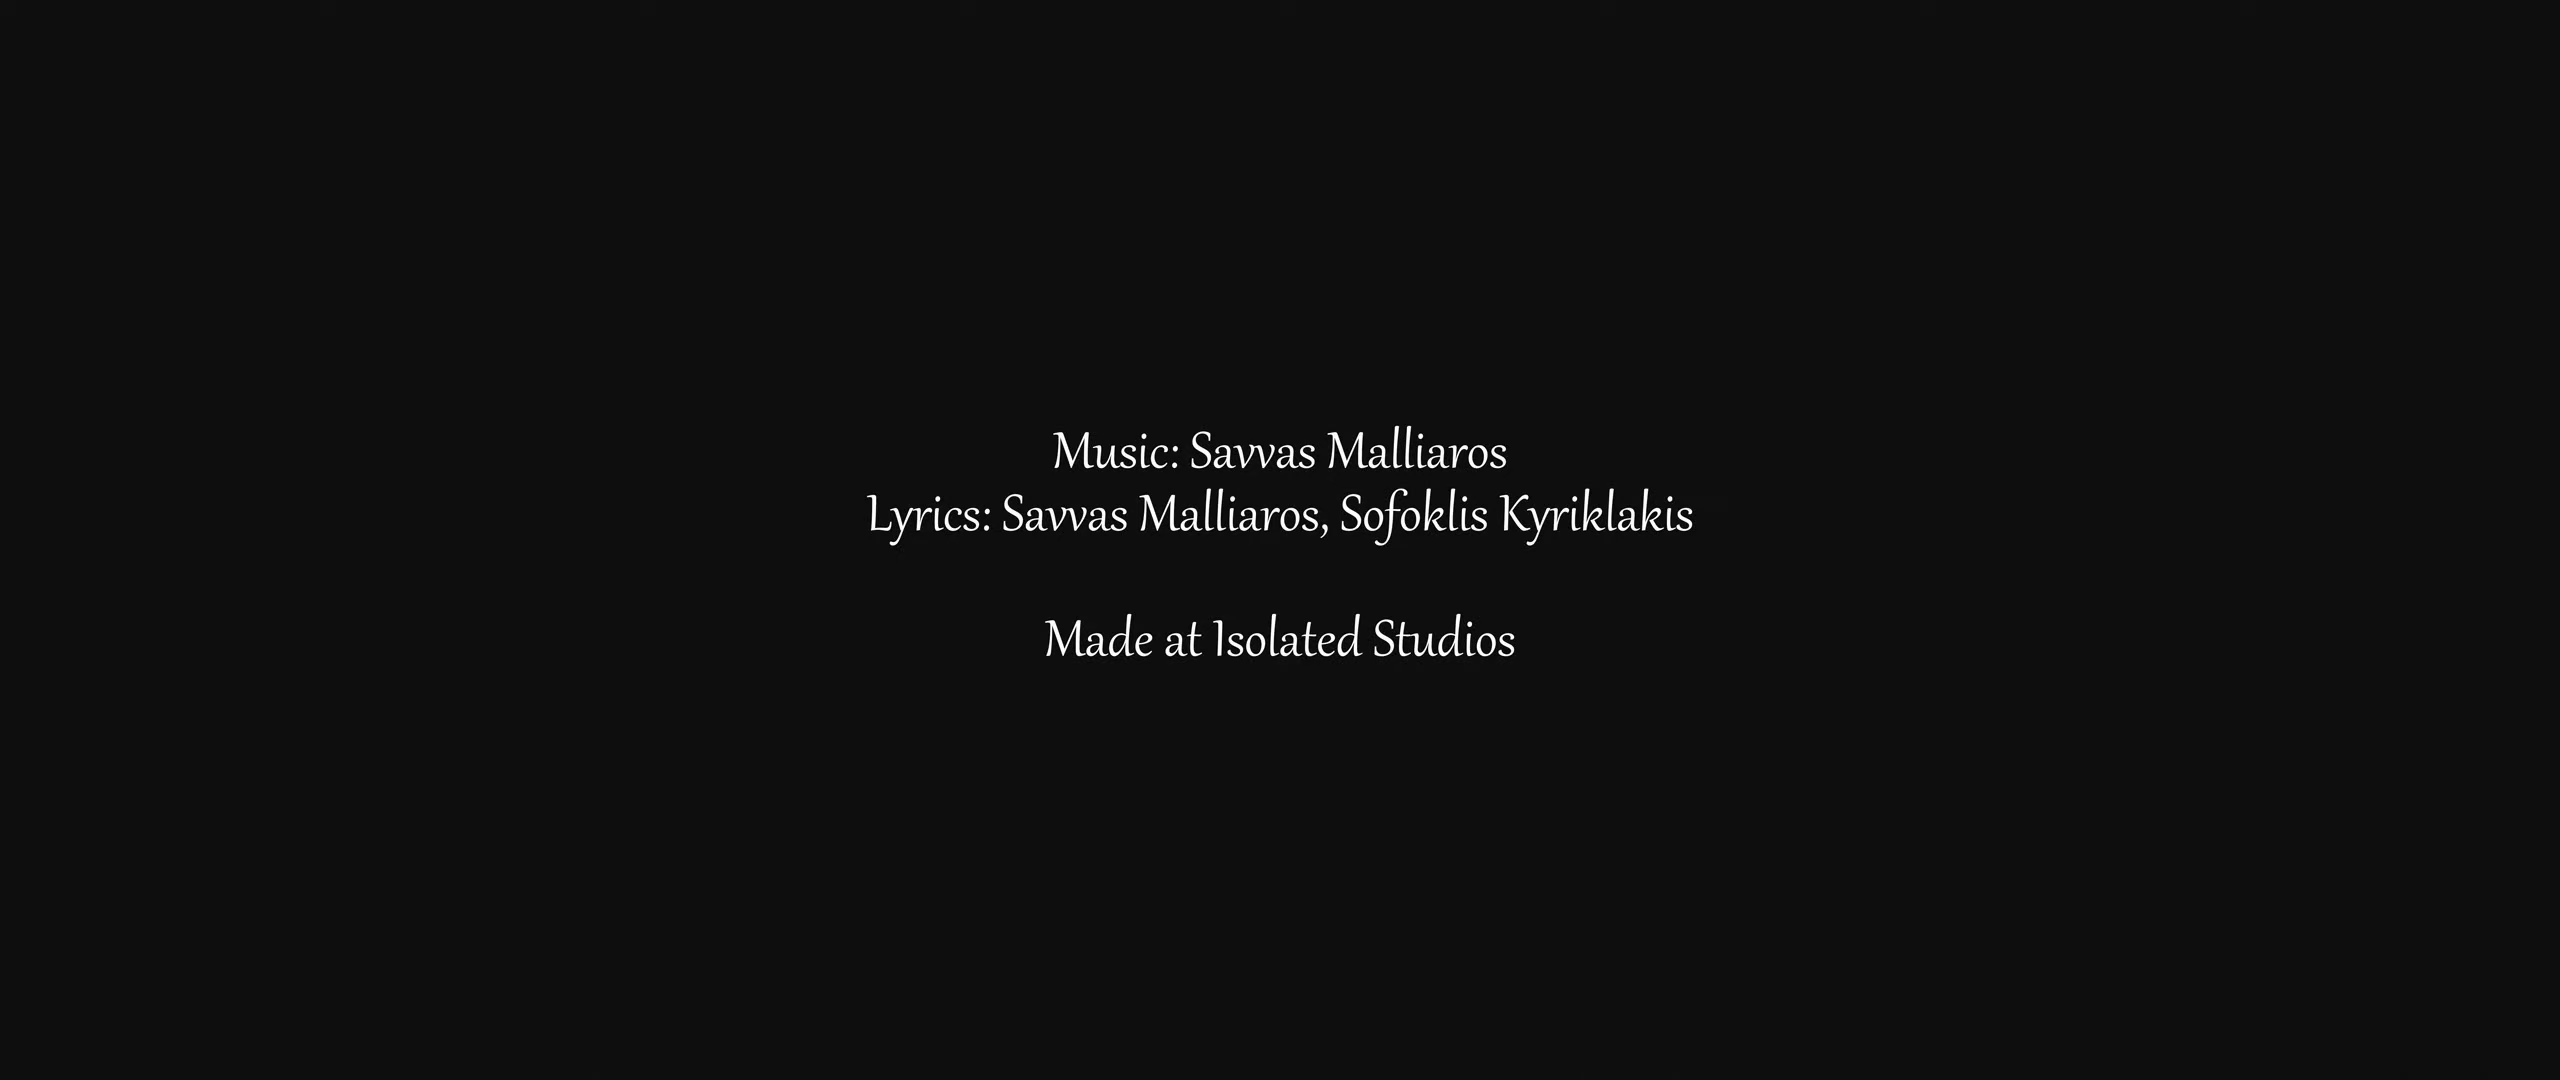 Music: Savvas Malliaros
Lyrics: Savvas Malliaros, Sofoklis Kyriklakis
Made at Isolated Studios